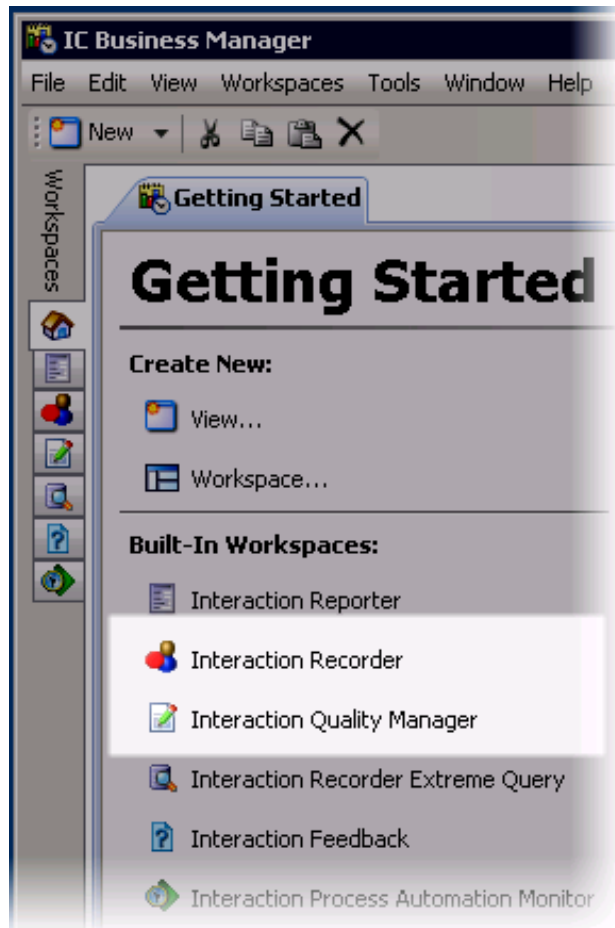 IC Business Manager
File Edit View Workspaces Tools Window Help
New
Workspaces
Getting Started
Getting Started
Create New:
View...
Workspace...
Built-In Workspaces:
Interaction Reporter
Interaction Recorder
Interaction Quality Manager
Interaction Recorder Extreme Query
Interaction Feedback
Interaction Process Automation Monitor